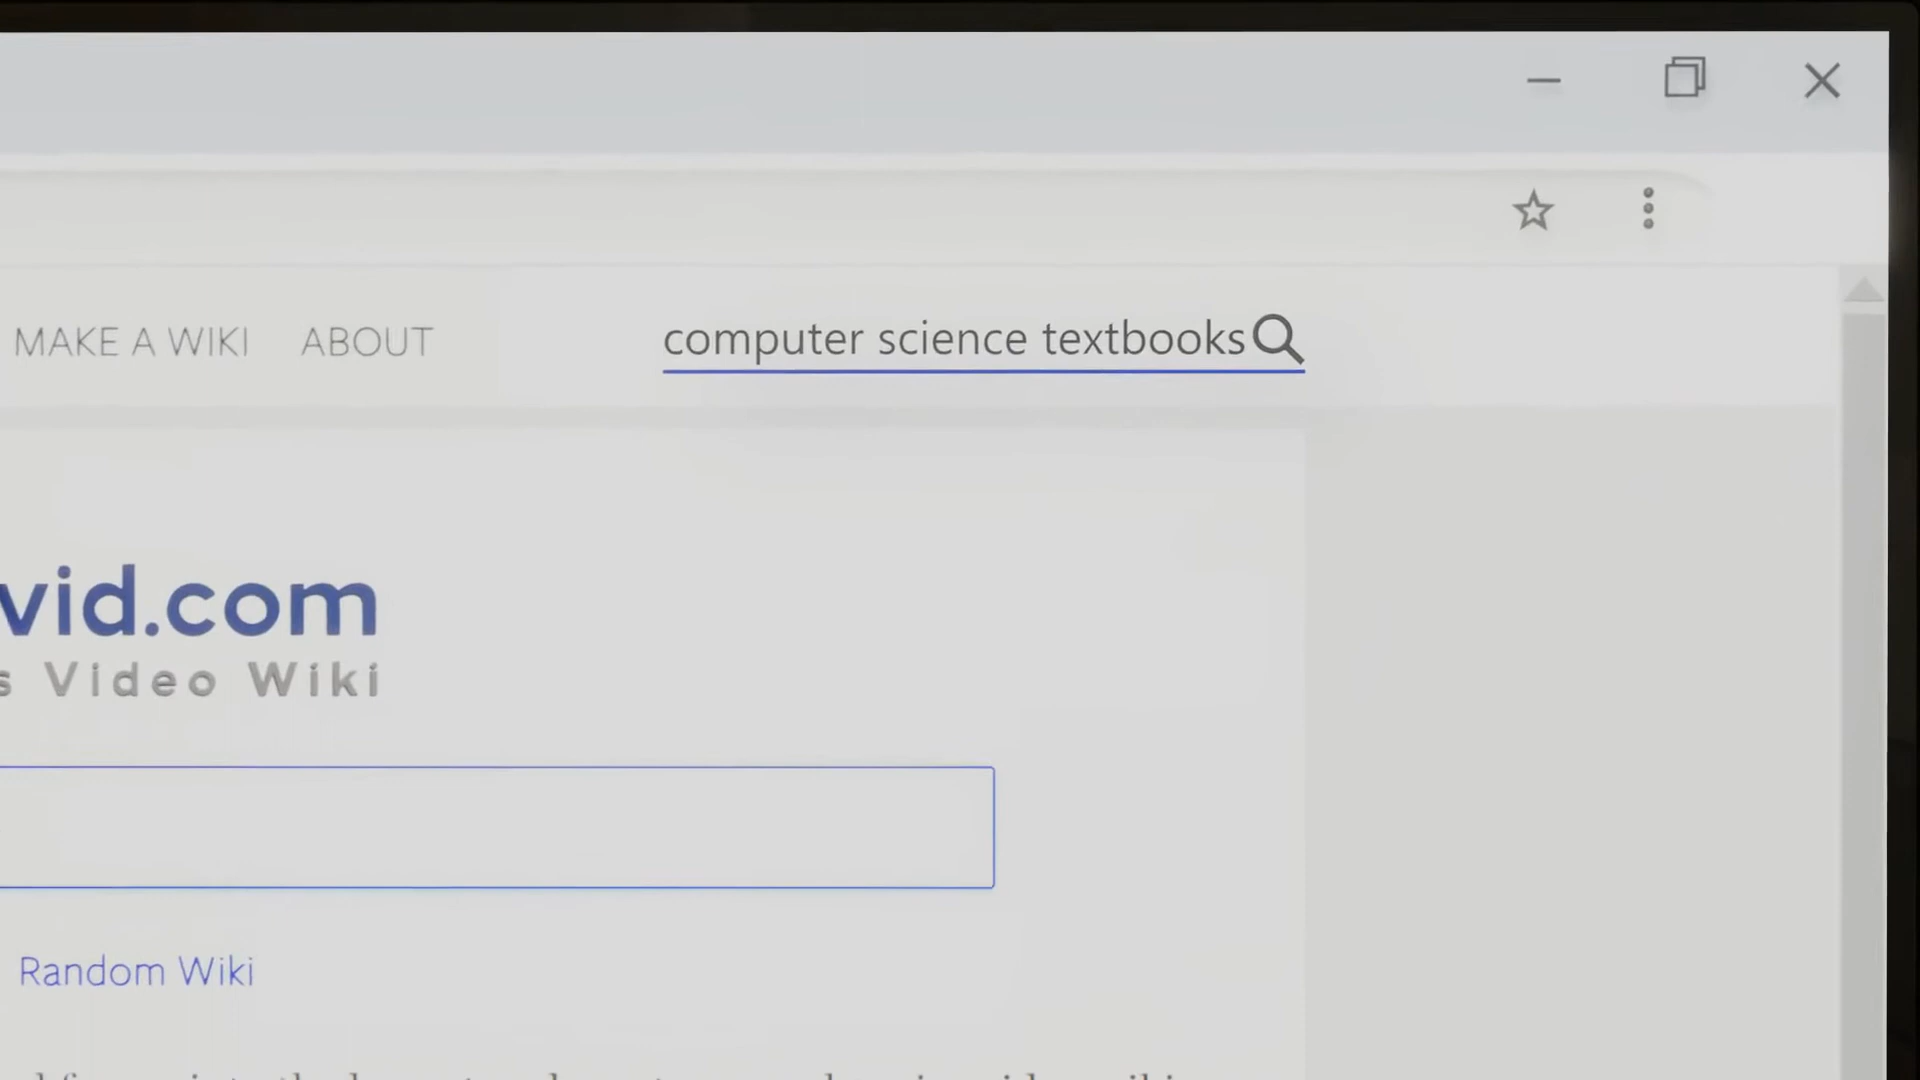 MAKE A WIKI ABOUT computer science textbooks
vid.com
s Video Wiki
Random Wiki